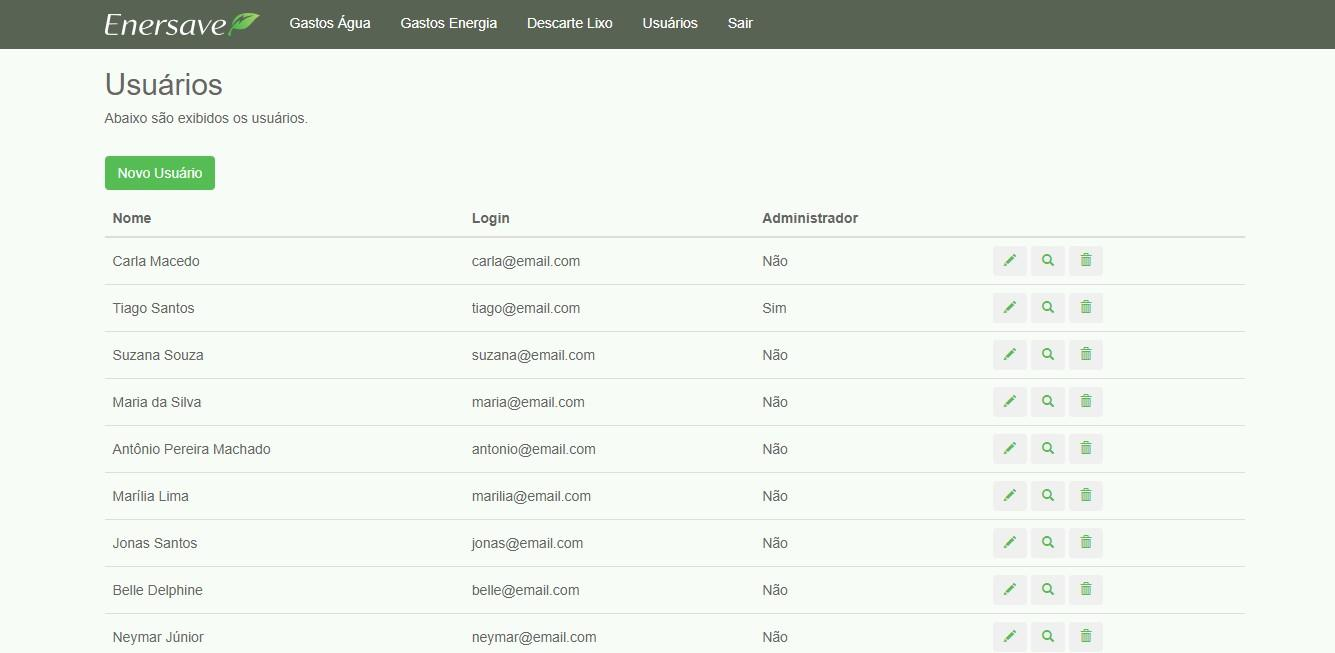 Enersave Gastos Água Gastos Energia Descarte Lixo Usuários Sair
Usuários
Abaixo são exibidos os usuários.
Novo Usuário
Nome Login Administrador
Carla Macedo carla@email.com Não
Tiago Santos tiago@email.com Sim
Suzana Souza suzana@email.com Não
Maria da Silva maria@email.com Não
Antônio Pereira Machado antonio@email.com Não
Marília Lima marilia@email.com Não
Jonas Santos jonas@email.com Não
Belle Delphine belle@email.com Não
Neymar Júnior neymar@email.com Não